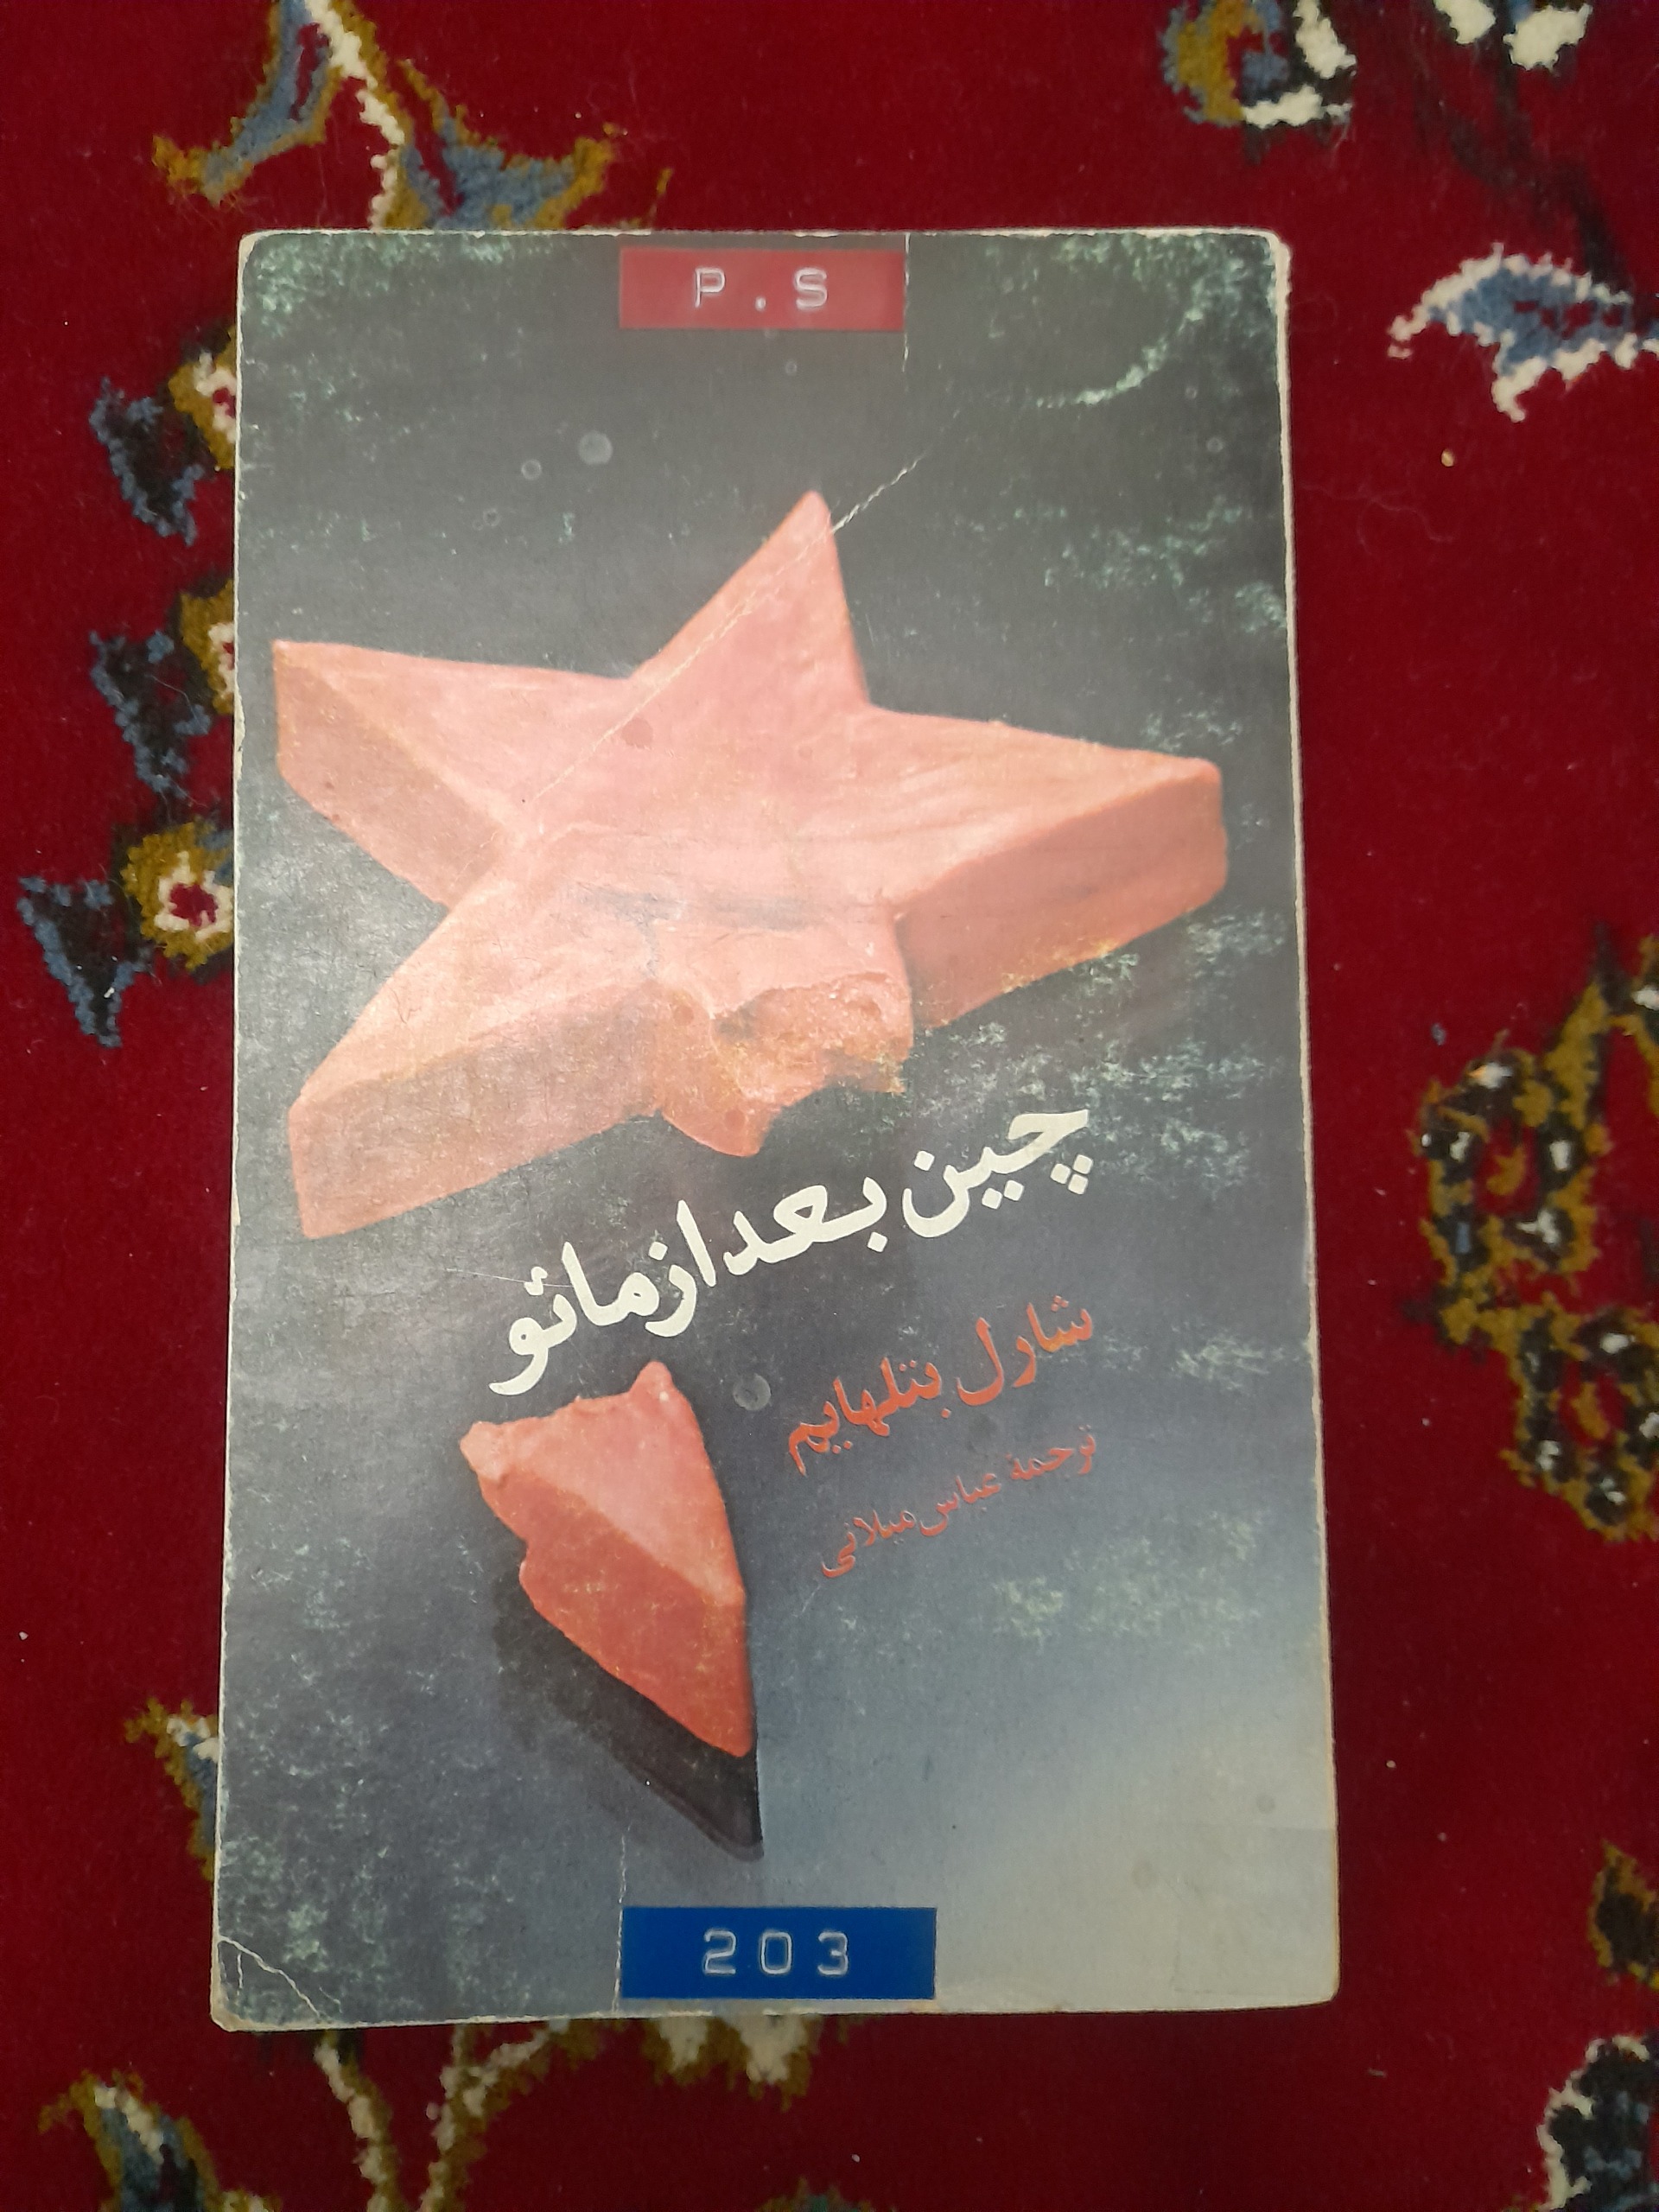 P.S
چین بعد از مائو
شارل بتلهایم
ترجمهٔ عباس میلانی
203